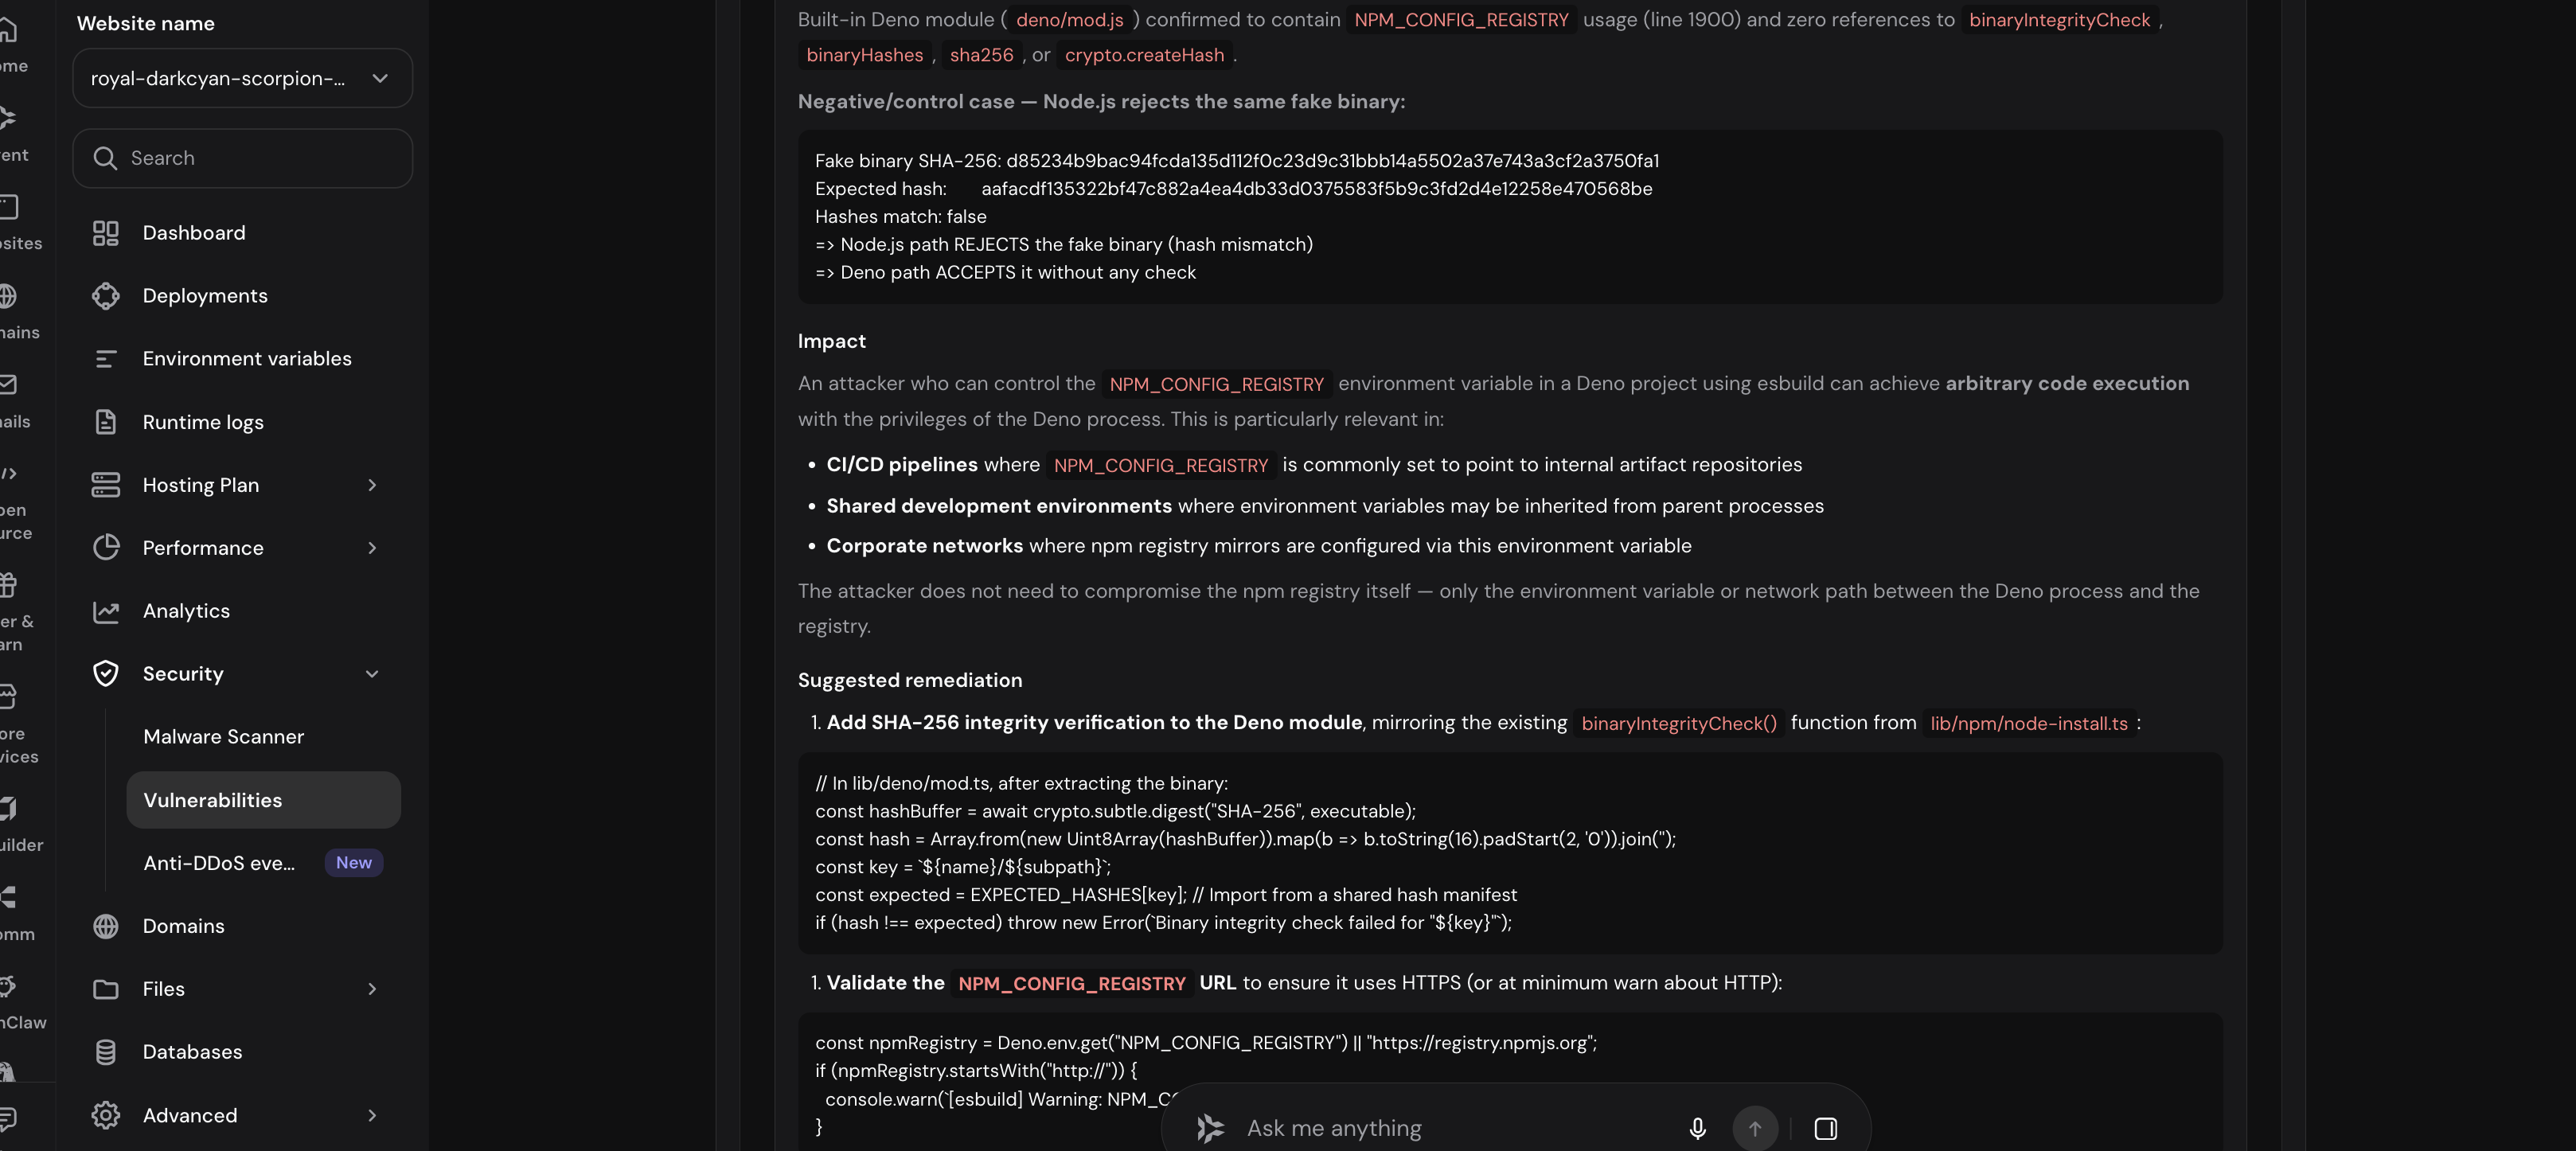 Website name
royal-darkcyan-scorpion-...
Search
Dashboard
Deployments
Environment variables
Runtime logs
Hosting Plan
Performance
Analytics
Security
Malware Scanner
Vulnerabilities
Anti-DDoS eve... New
Domains
Files
Databases
Advanced
Built-in Deno module ( deno/mod.js ) confirmed to contain NPM_CONFIG_REGISTRY usage (line 1900) and zero references to binaryIntegrityCheck ,
binaryHashes , sha256 , or crypto.createHash .
Negative/control case — Node.js rejects the same fake binary:
Fake binary SHA-256: d85234b9bac94fcda135d112f0c23d9c31bbb14a5502a37e743a3cf2a3750fa1
Expected hash: aafacdf135322bf47c882a4ea4db33d0375583f5b9c3fd2d4e12258e470568be
Hashes match: false
=> Node.js path REJECTS the fake binary (hash mismatch)
=> Deno path ACCEPTS it without any check
Impact
An attacker who can control the NPM_CONFIG_REGISTRY environment variable in a Deno project using esbuild can achieve arbitrary code execution
with the privileges of the Deno process. This is particularly relevant in:
• CI/CD pipelines where NPM_CONFIG_REGISTRY is commonly set to point to internal artifact repositories
• Shared development environments where environment variables may be inherited from parent processes
• Corporate networks where npm registry mirrors are configured via this environment variable
The attacker does not need to compromise the npm registry itself — only the environment variable or network path between the Deno process and the
registry.
Suggested remediation
1. Add SHA-256 integrity verification to the Deno module, mirroring the existing binaryIntegrityCheck() function from lib/npm/node-install.ts :
// In lib/deno/mod.ts, after extracting the binary:
const hashBuffer = await crypto.subtle.digest("SHA-256", executable);
const hash = Array.from(new Uint8Array(hashBuffer)).map(b => b.toString(16).padStart(2, '0')).join('');
const key = `${name}/${subpath}`;
const expected = EXPECTED_HASHES[key]; // Import from a shared hash manifest
if (hash !== expected) throw new Error(`Binary integrity check failed for "${key}"`);
1. Validate the NPM_CONFIG_REGISTRY URL to ensure it uses HTTPS (or at minimum warn about HTTP):
const npmRegistry = Deno.env.get("NPM_CONFIG_REGISTRY") || "https://registry.npmjs.org";
if (npmRegistry.startsWith("http://")) {
console.warn(`[esbuild] Warning: NPM_C
}
Ask me anything